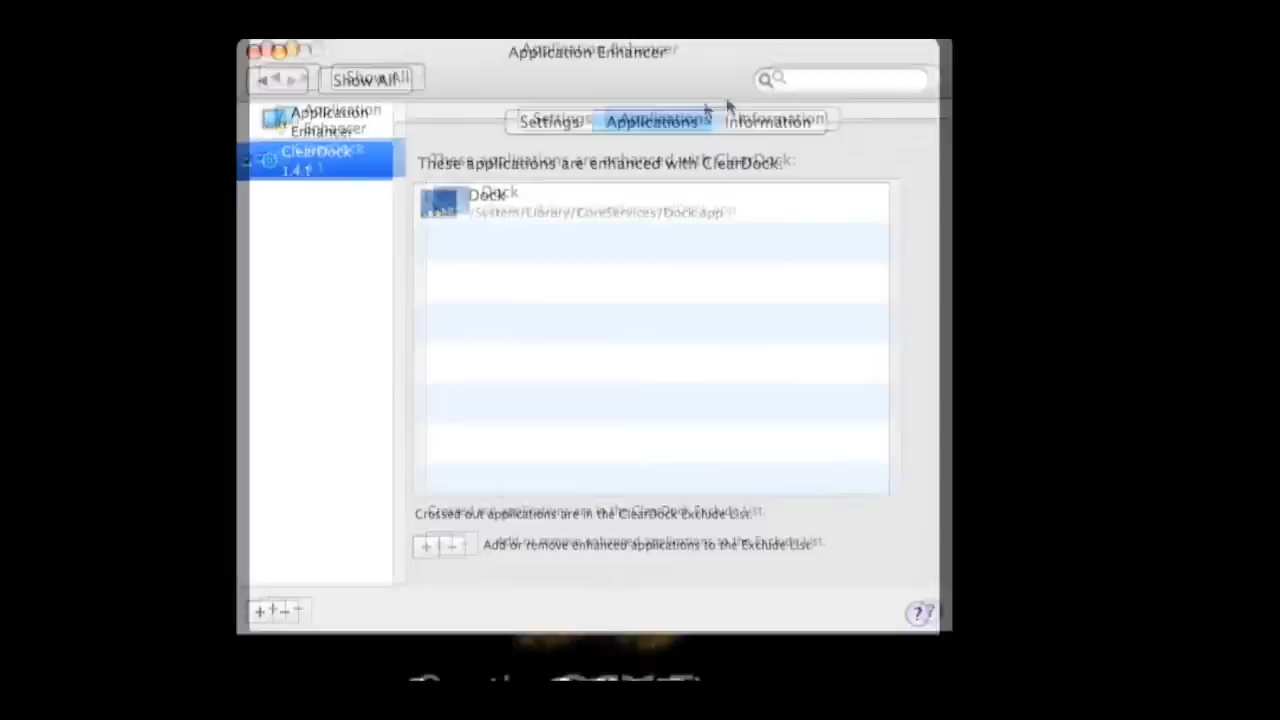 Application Enhancer
Show All
Application
Enhancer
ClearDock
1.4.1
Settings
Applications
Information
These applications are enhanced with ClearDock:
Dock
/System/Library/CoreServices/Dock.app
Crossed out applications are in the ClearDock Exclude List.
+ − Add or remove enhanced applications to the Exclude List.
+ −
?